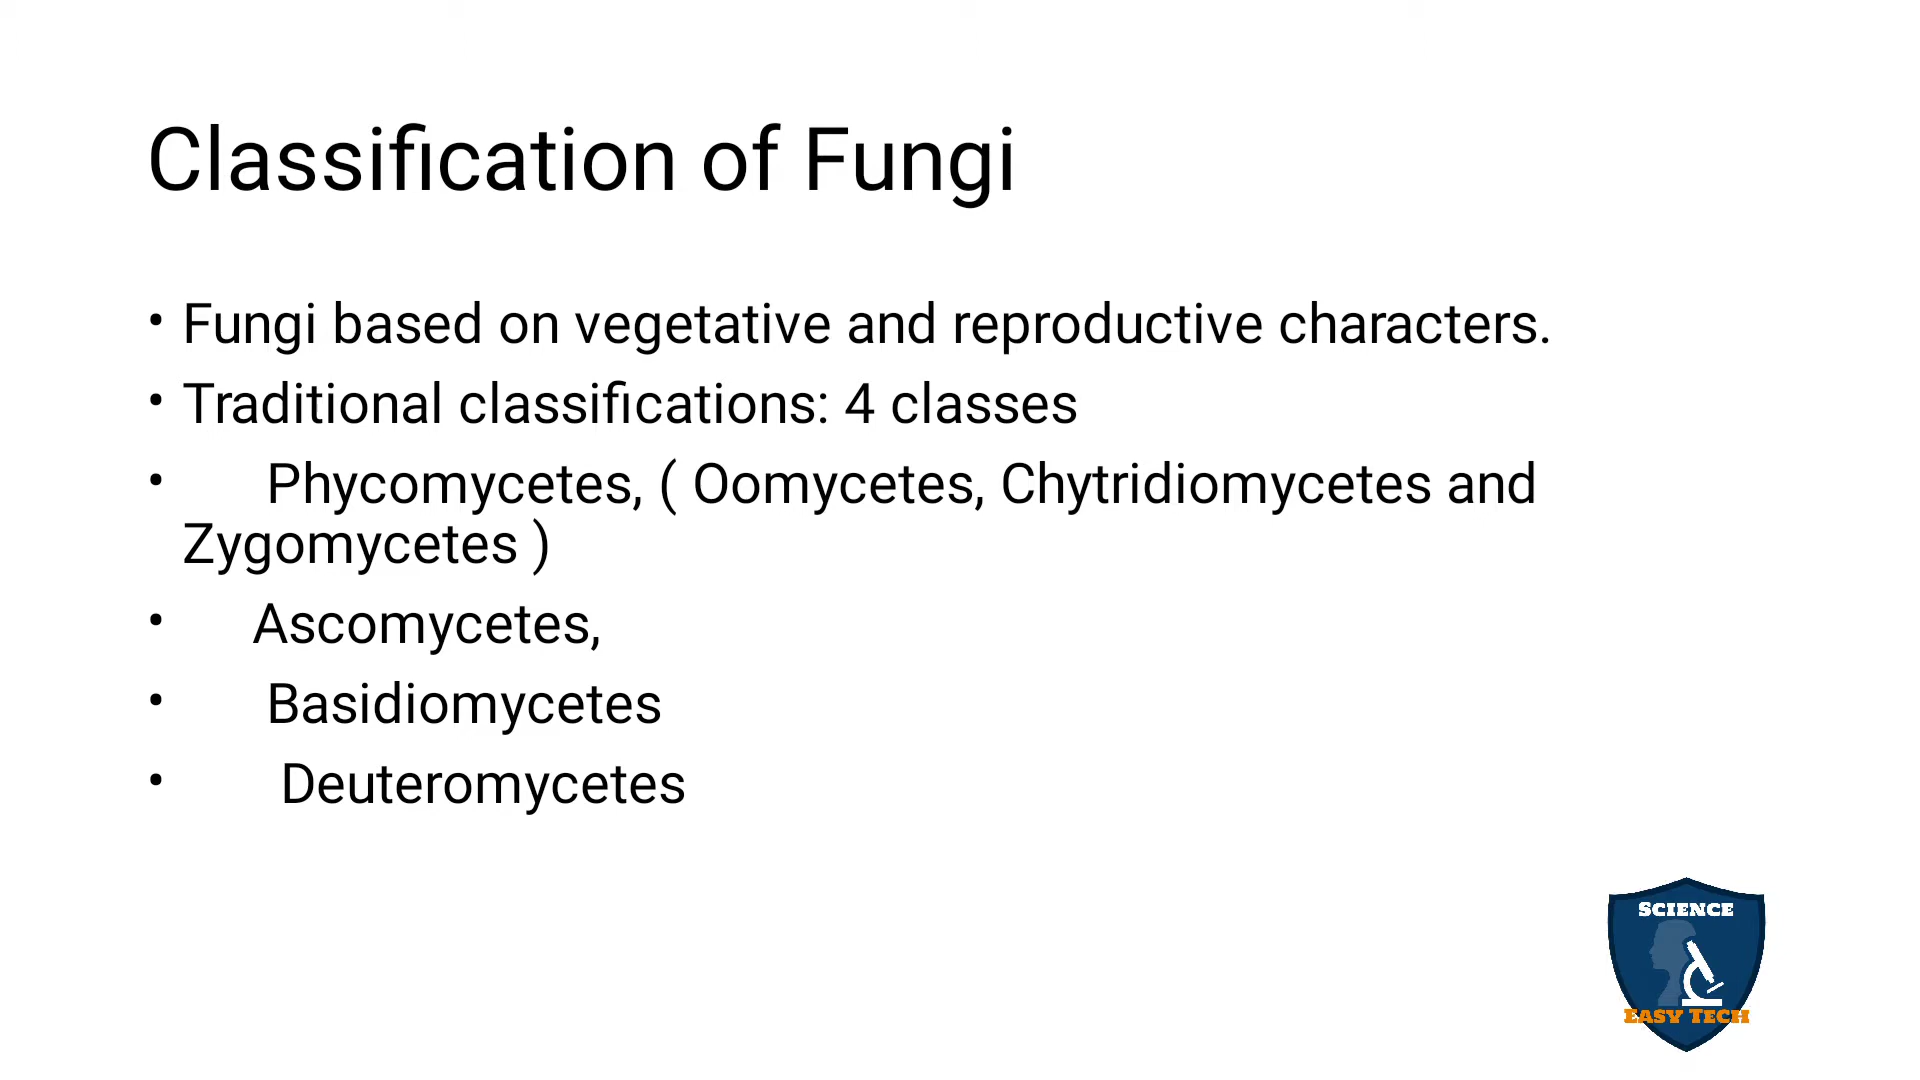 Classification of Fungi
• Fungi based on vegetative and reproductive characters.
• Traditional classifications: 4 classes
• Phycomycetes, ( Oomycetes, Chytridiomycetes and
Zygomycetes )
• Ascomycetes,
• Basidiomycetes
• Deuteromycetes
SCIENCE
EASY TECH